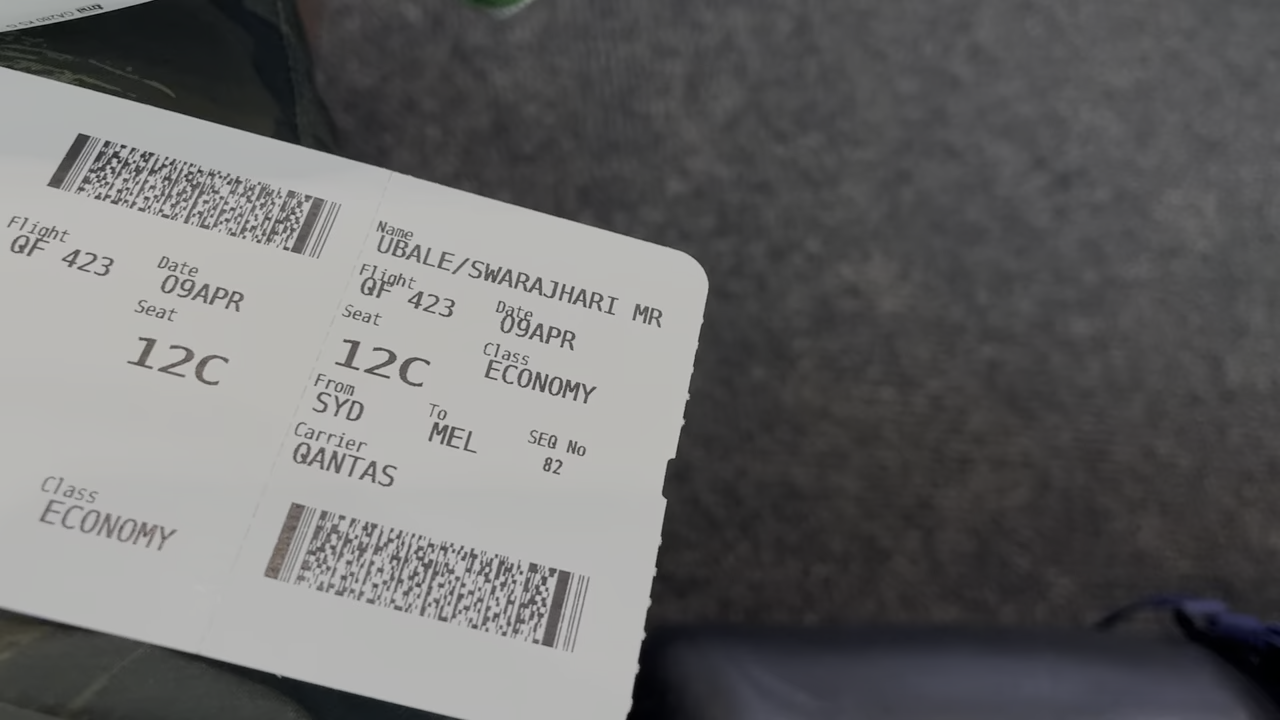 Flight
QF 423
Date
09APR
Seat
12C
Class
ECONOMY
Name
UBALE/SWARAJHARI MR
Flight
QF 423
Date
09APR
Seat
12C
Class
ECONOMY
From
SYD
To
MEL
SEQ No
82
Carrier
QANTAS